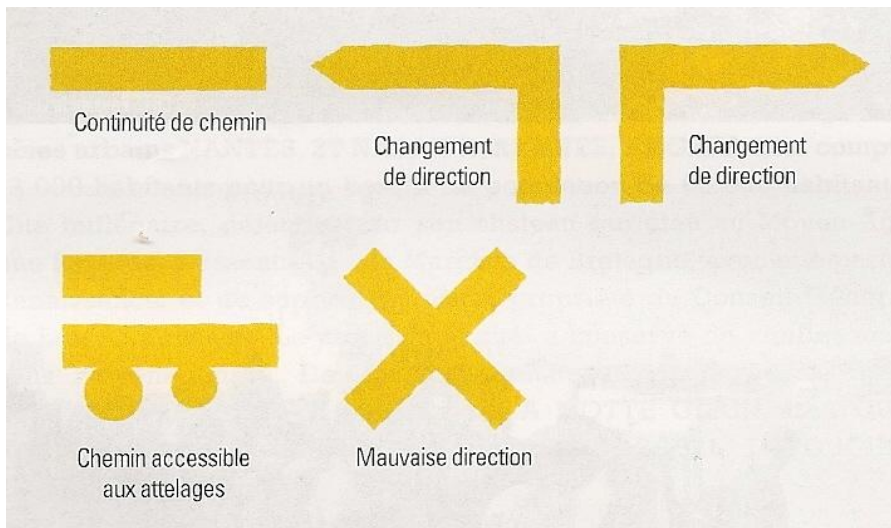 Continuité de chemin
Changement
de direction
Changement
de direction
Chemin accessible
aux attelages
Mauvaise direction